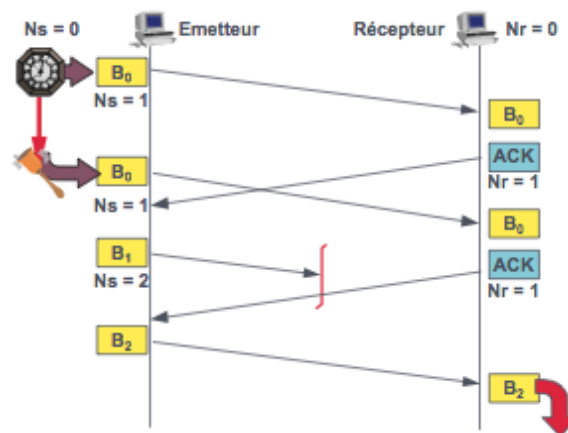 Ns = 0 Emetteur Récepteur Nr = 0
B₀
Ns = 1
B₀
ACK
Nr = 1
B₀
Ns = 1
B₀
B₁
Ns = 2
ACK
Nr = 1
B₂
B₂